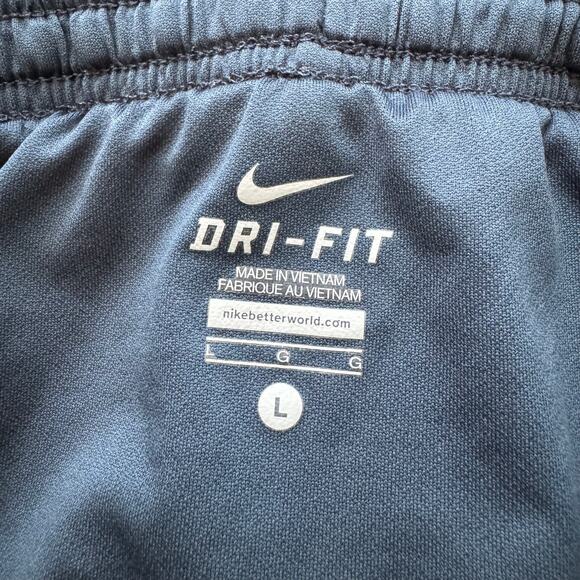 DRI-FIT
MADE IN VIETNAM
FABRIQUE AU VIETNAM
nikebetterworld.com
L G G
L